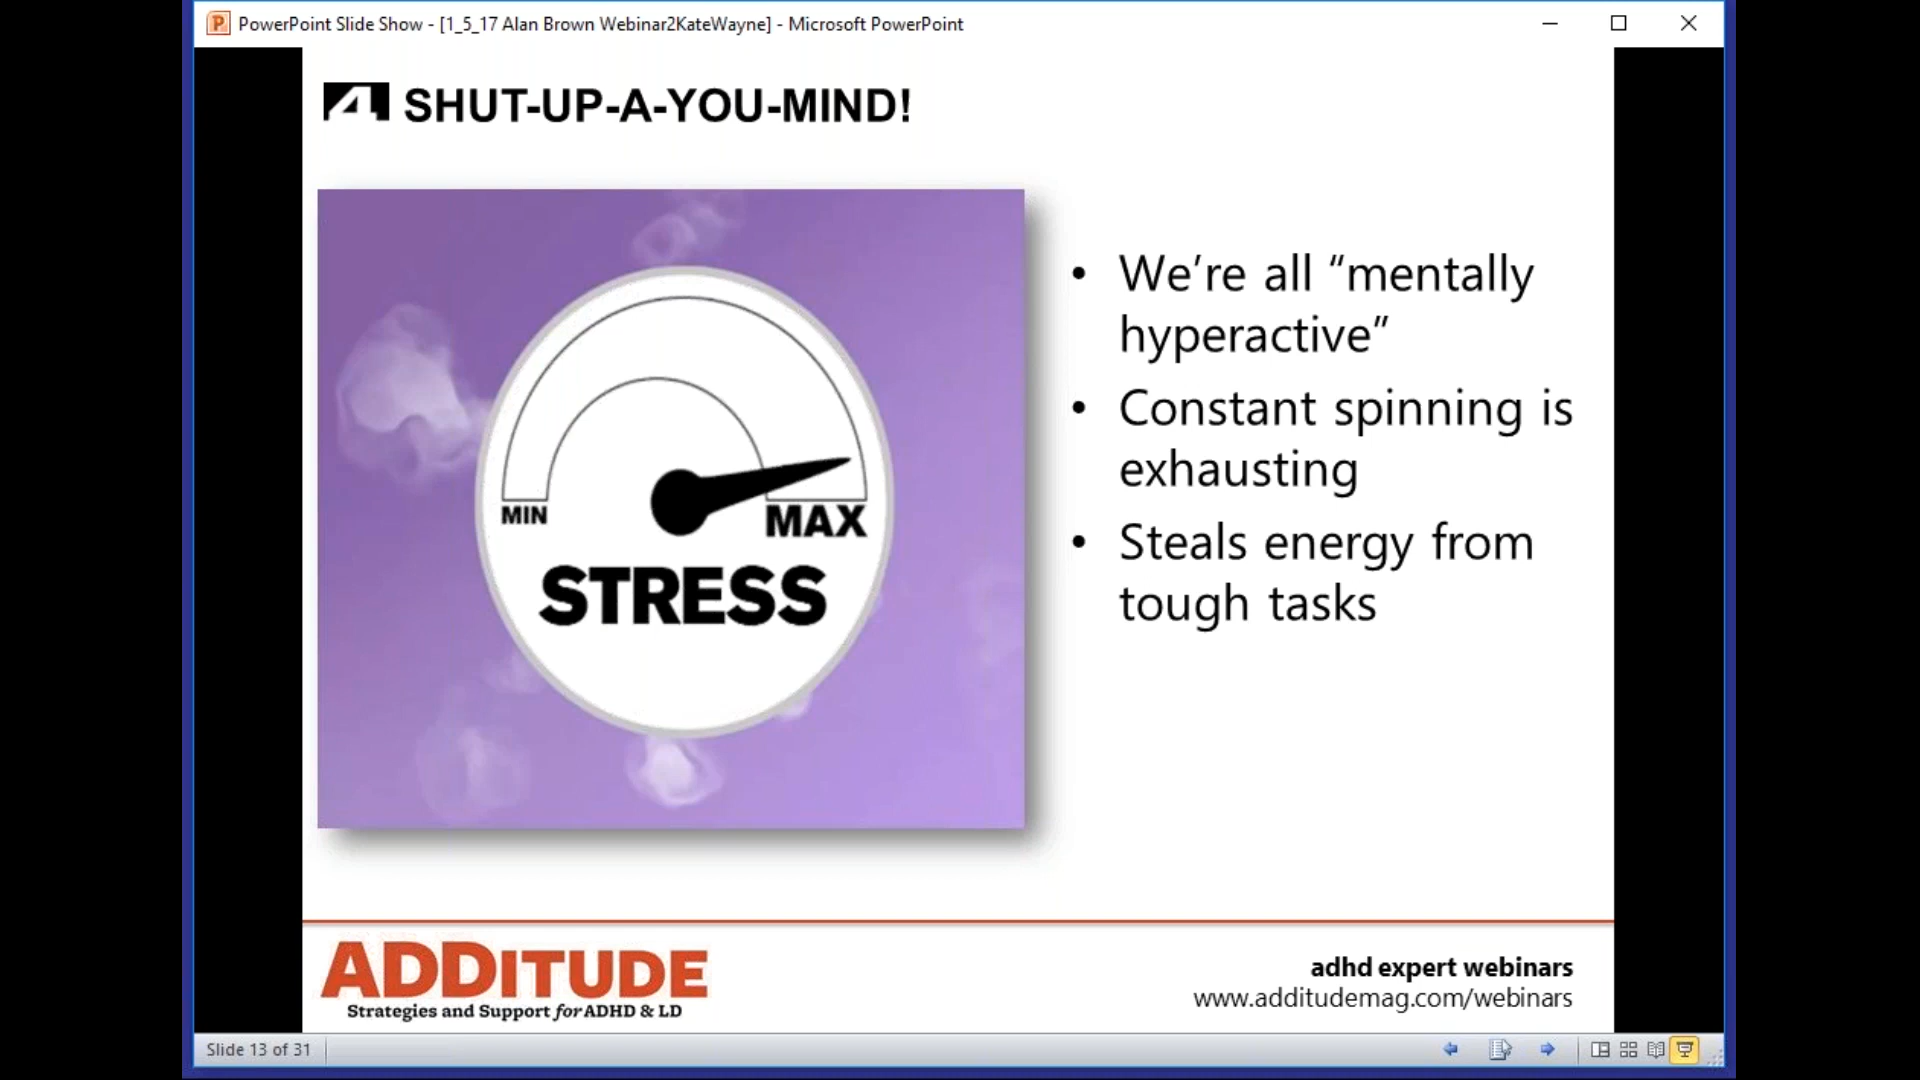 PowerPoint Slide Show - [1_5_17 Alan Brown Webinar2KateWayne] - Microsoft PowerPoint
SHUT-UP-A-YOU-MIND!
MIN
MAX
STRESS
• We’re all “mentally
hyperactive”
• Constant spinning is
exhausting
• Steals energy from
tough tasks
ADDITUDE
Strategies and Support for ADHD & LD
adhd expert webinars
www.additudemag.com/webinars
Slide 13 of 31